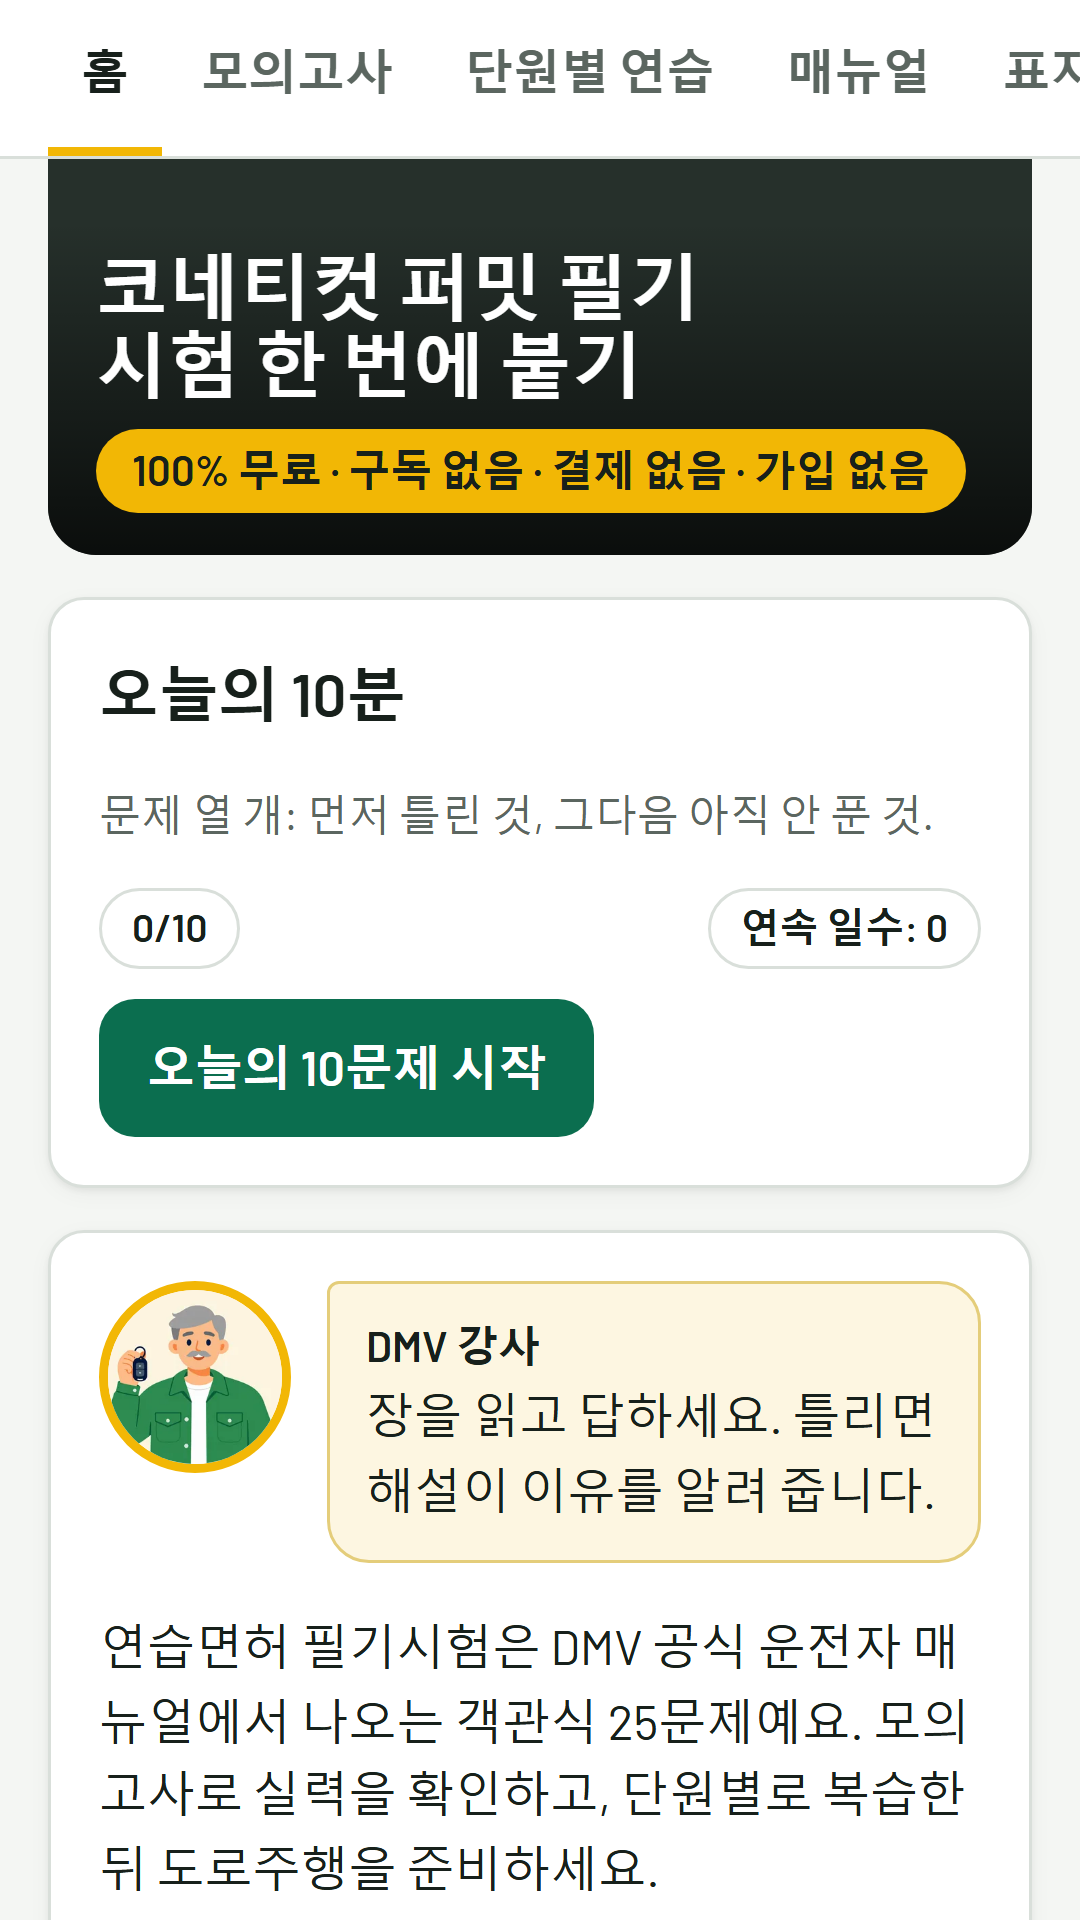 홈 모의고사 단원별 연습 매뉴얼
코네티컷 퍼밋 필기
시험 한 번에 붙기
100% 무료 · 구독 없음 · 결제 없음 · 가입 없음
오늘의 10분
문제 열 개: 먼저 틀린 것, 그다음 아직 안 푼 것.
0/10 연속 일수: 0
오늘의 10문제 시작
DMV 강사
장을 읽고 답하세요. 틀리면
해설이 이유를 알려 줍니다.
연습면허 필기시험은 DMV 공식 운전자 매
뉴얼에서 나오는 객관식 25문제예요. 모의
고사로 실력을 확인하고, 단원별로 복습한
뒤 도로주행을 준비하세요.